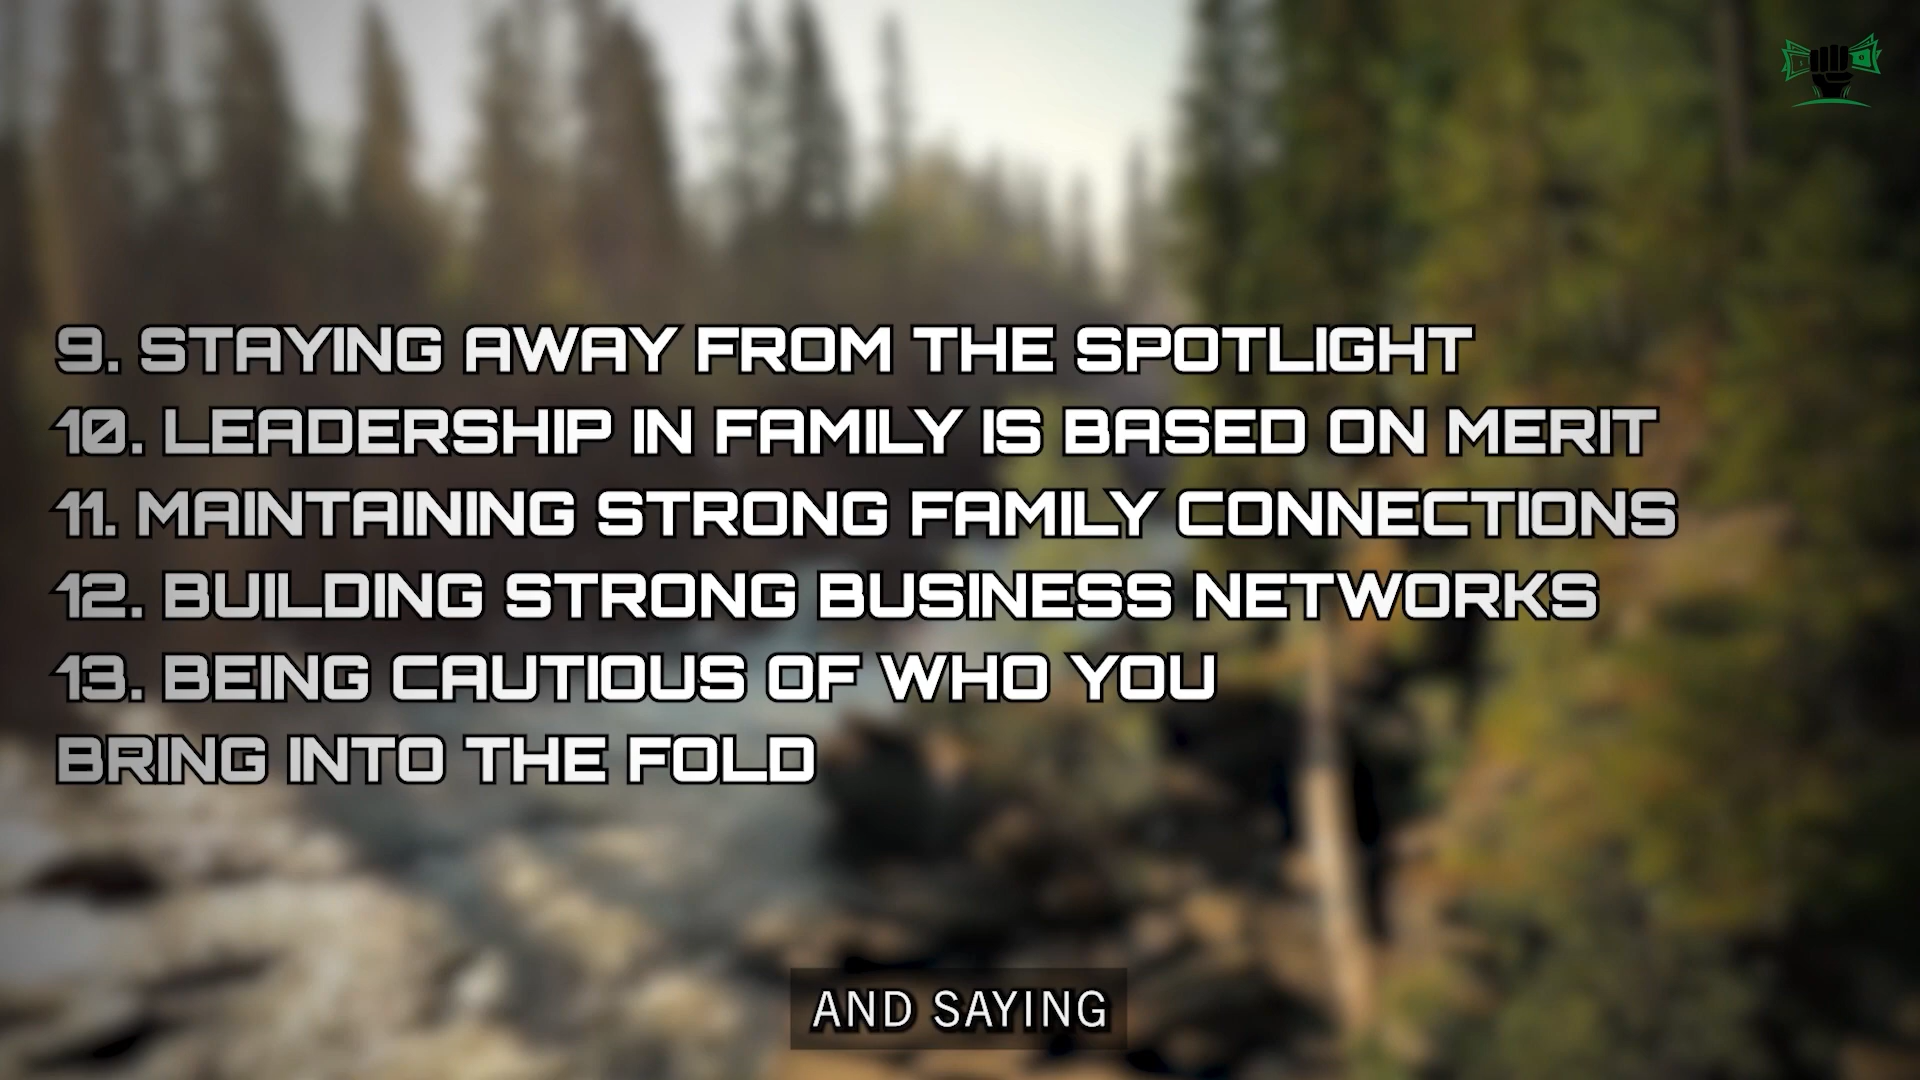 9. STAYING AWAY FROM THE SPOTLIGHT
10. LEADERSHIP IN FAMILY IS BASED ON MERIT
11. MAINTAINING STRONG FAMILY CONNECTIONS
12. BUILDING STRONG BUSINESS NETWORKS
13. BEING CAUTIOUS OF WHO YOU
BRING INTO THE FOLD
AND SAYING